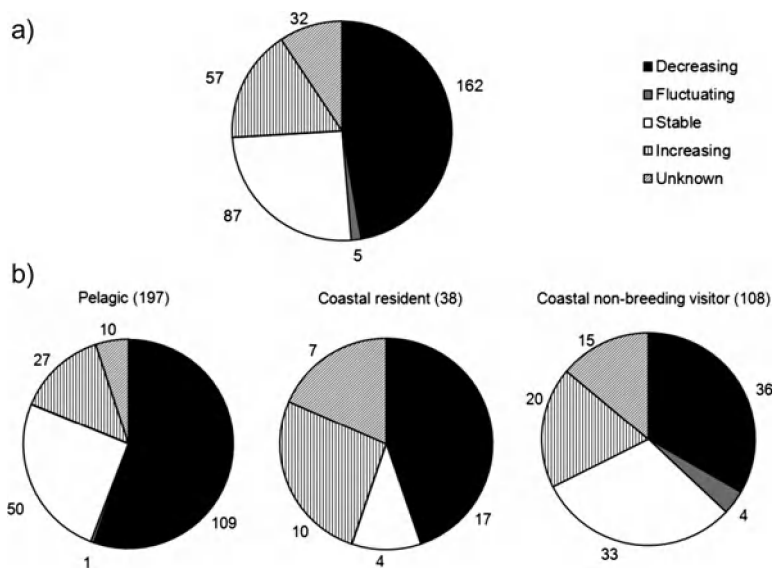 a)
32
57
162
87
5
Decreasing
Fluctuating
Stable
Increasing
Unknown
b)
Pelagic (197)
10
27
50
1
109
Coastal resident (38)
7
10
4
17
Coastal non-breeding visitor (108)
15
20
36
33
4